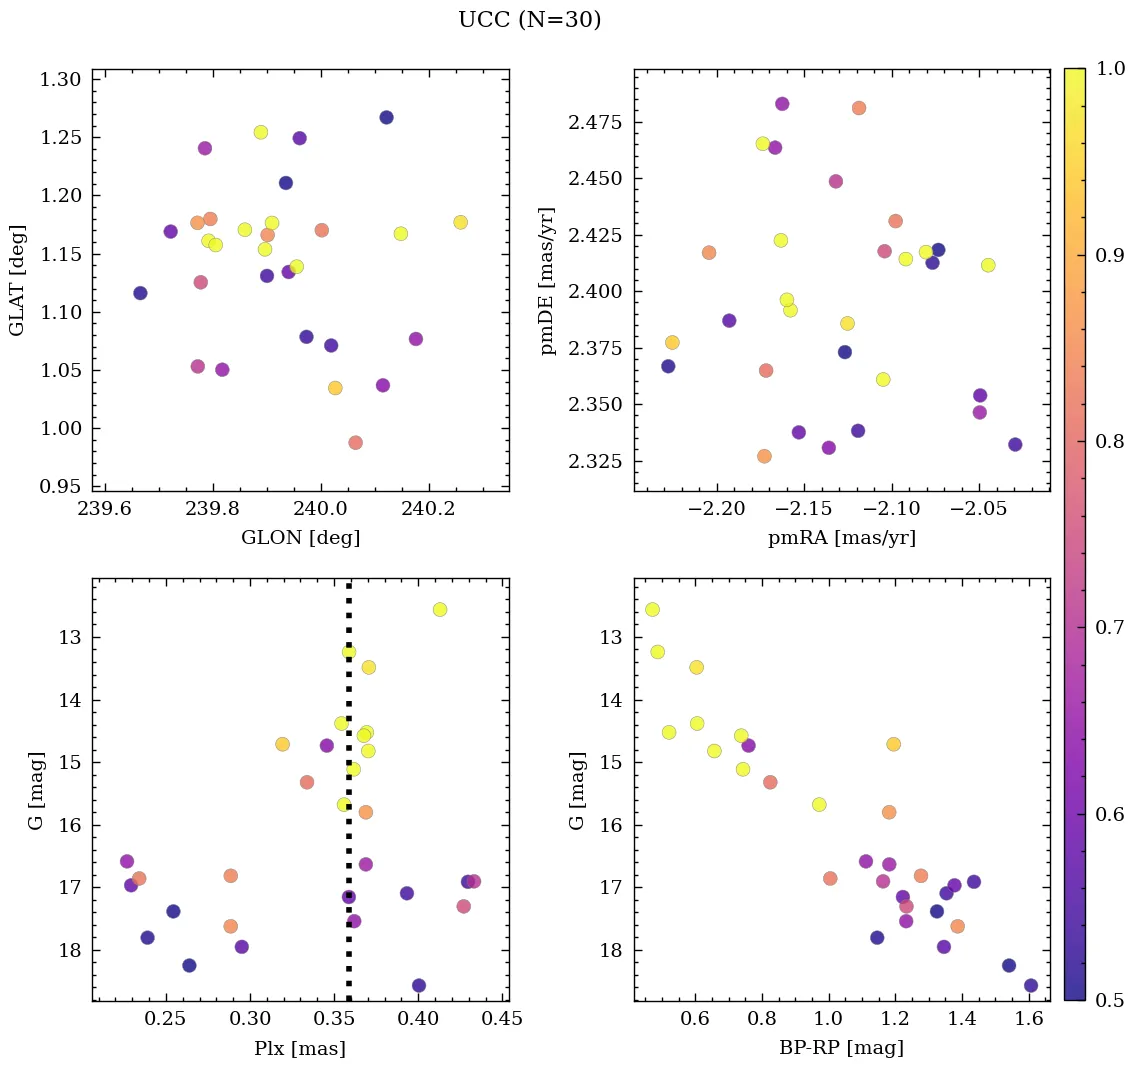 UCC (N=30)
1.30
1.25
1.20
1.15
1.10
1.05
1.00
0.95
GLAT [deg]
239.6 239.8 240.0 240.2
GLON [deg]
2.475
2.450
2.425
2.400
2.375
2.350
2.325
pmDE [mas/yr]
−2.20 −2.15 −2.10 −2.05
pmRA [mas/yr]
13
14
15
16
17
18
G [mag]
0.25 0.30 0.35 0.40 0.45
Plx [mas]
13
14
15
16
17
18
G [mag]
0.6 0.8 1.0 1.2 1.4 1.6
BP-RP [mag]
1.0
0.9
0.8
0.7
0.6
0.5